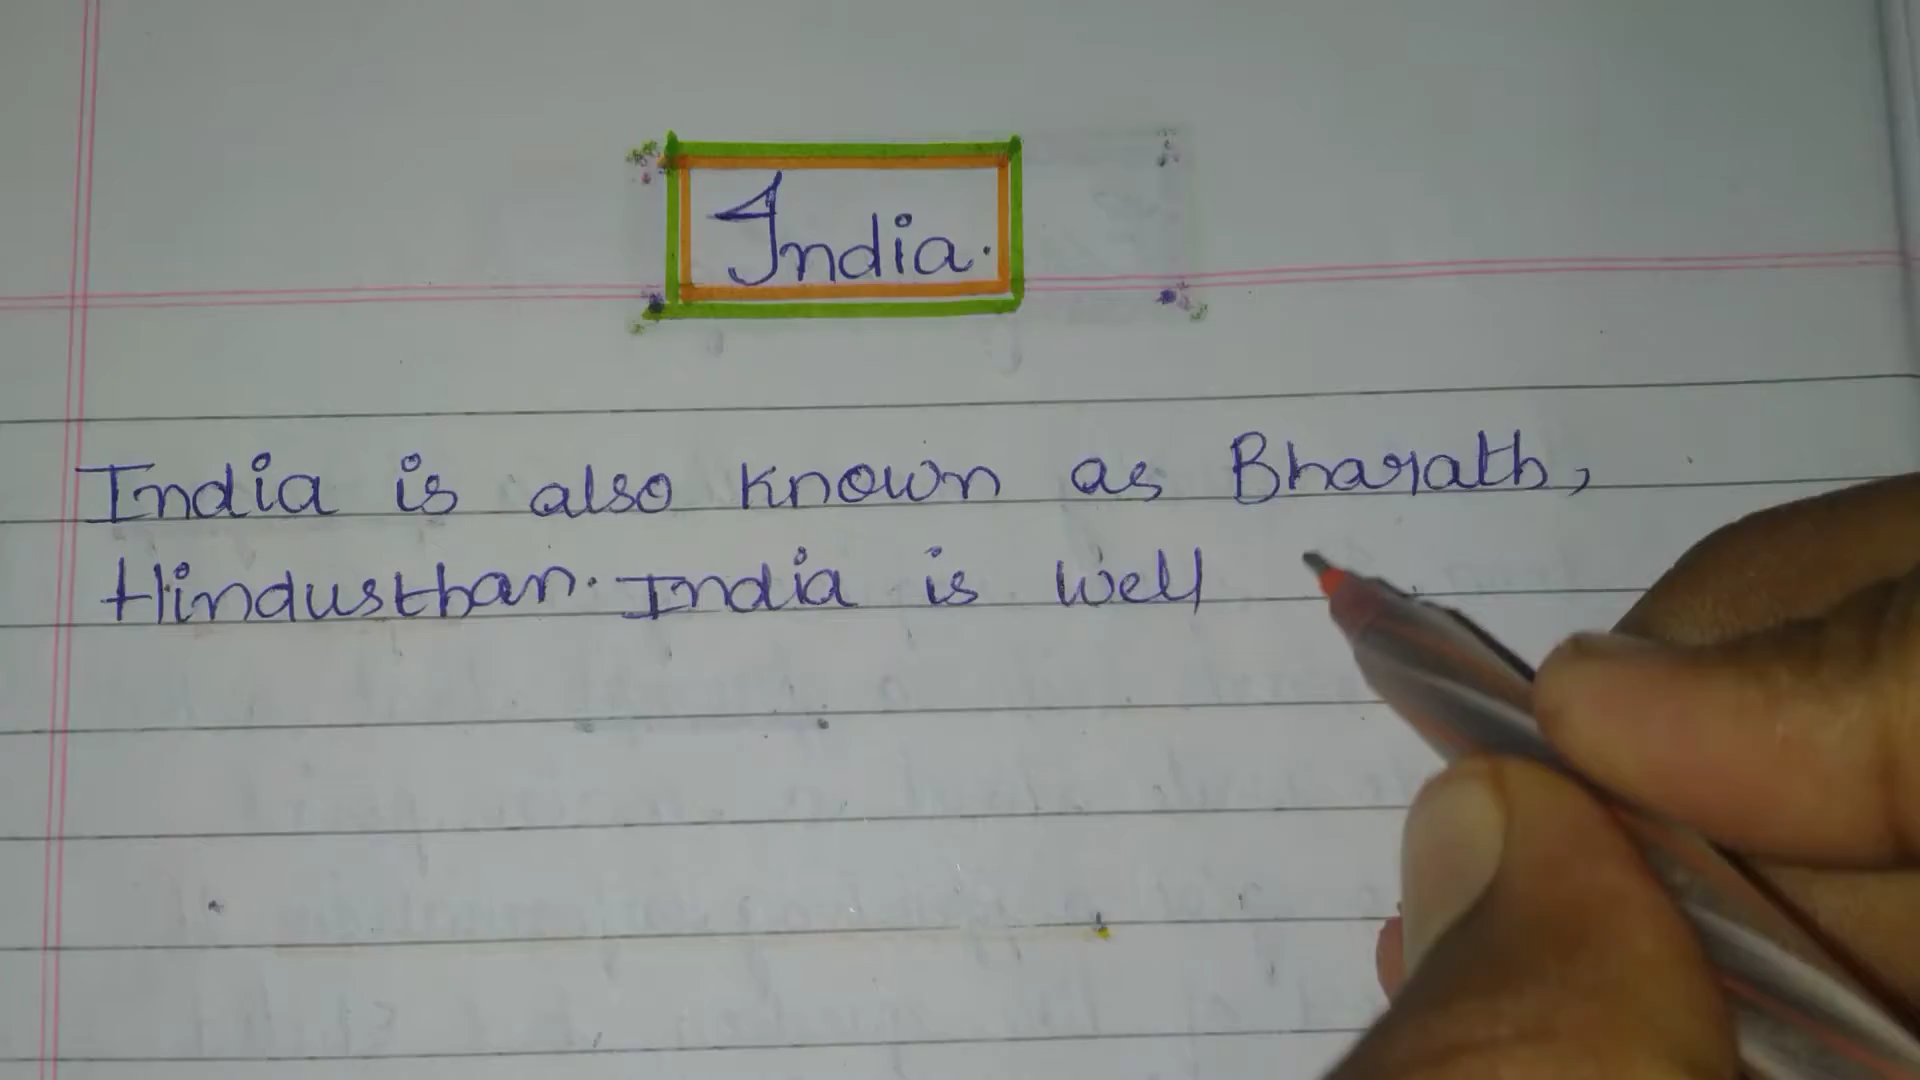 India.
India is also known as Bharath,
Hindusthan. India is well